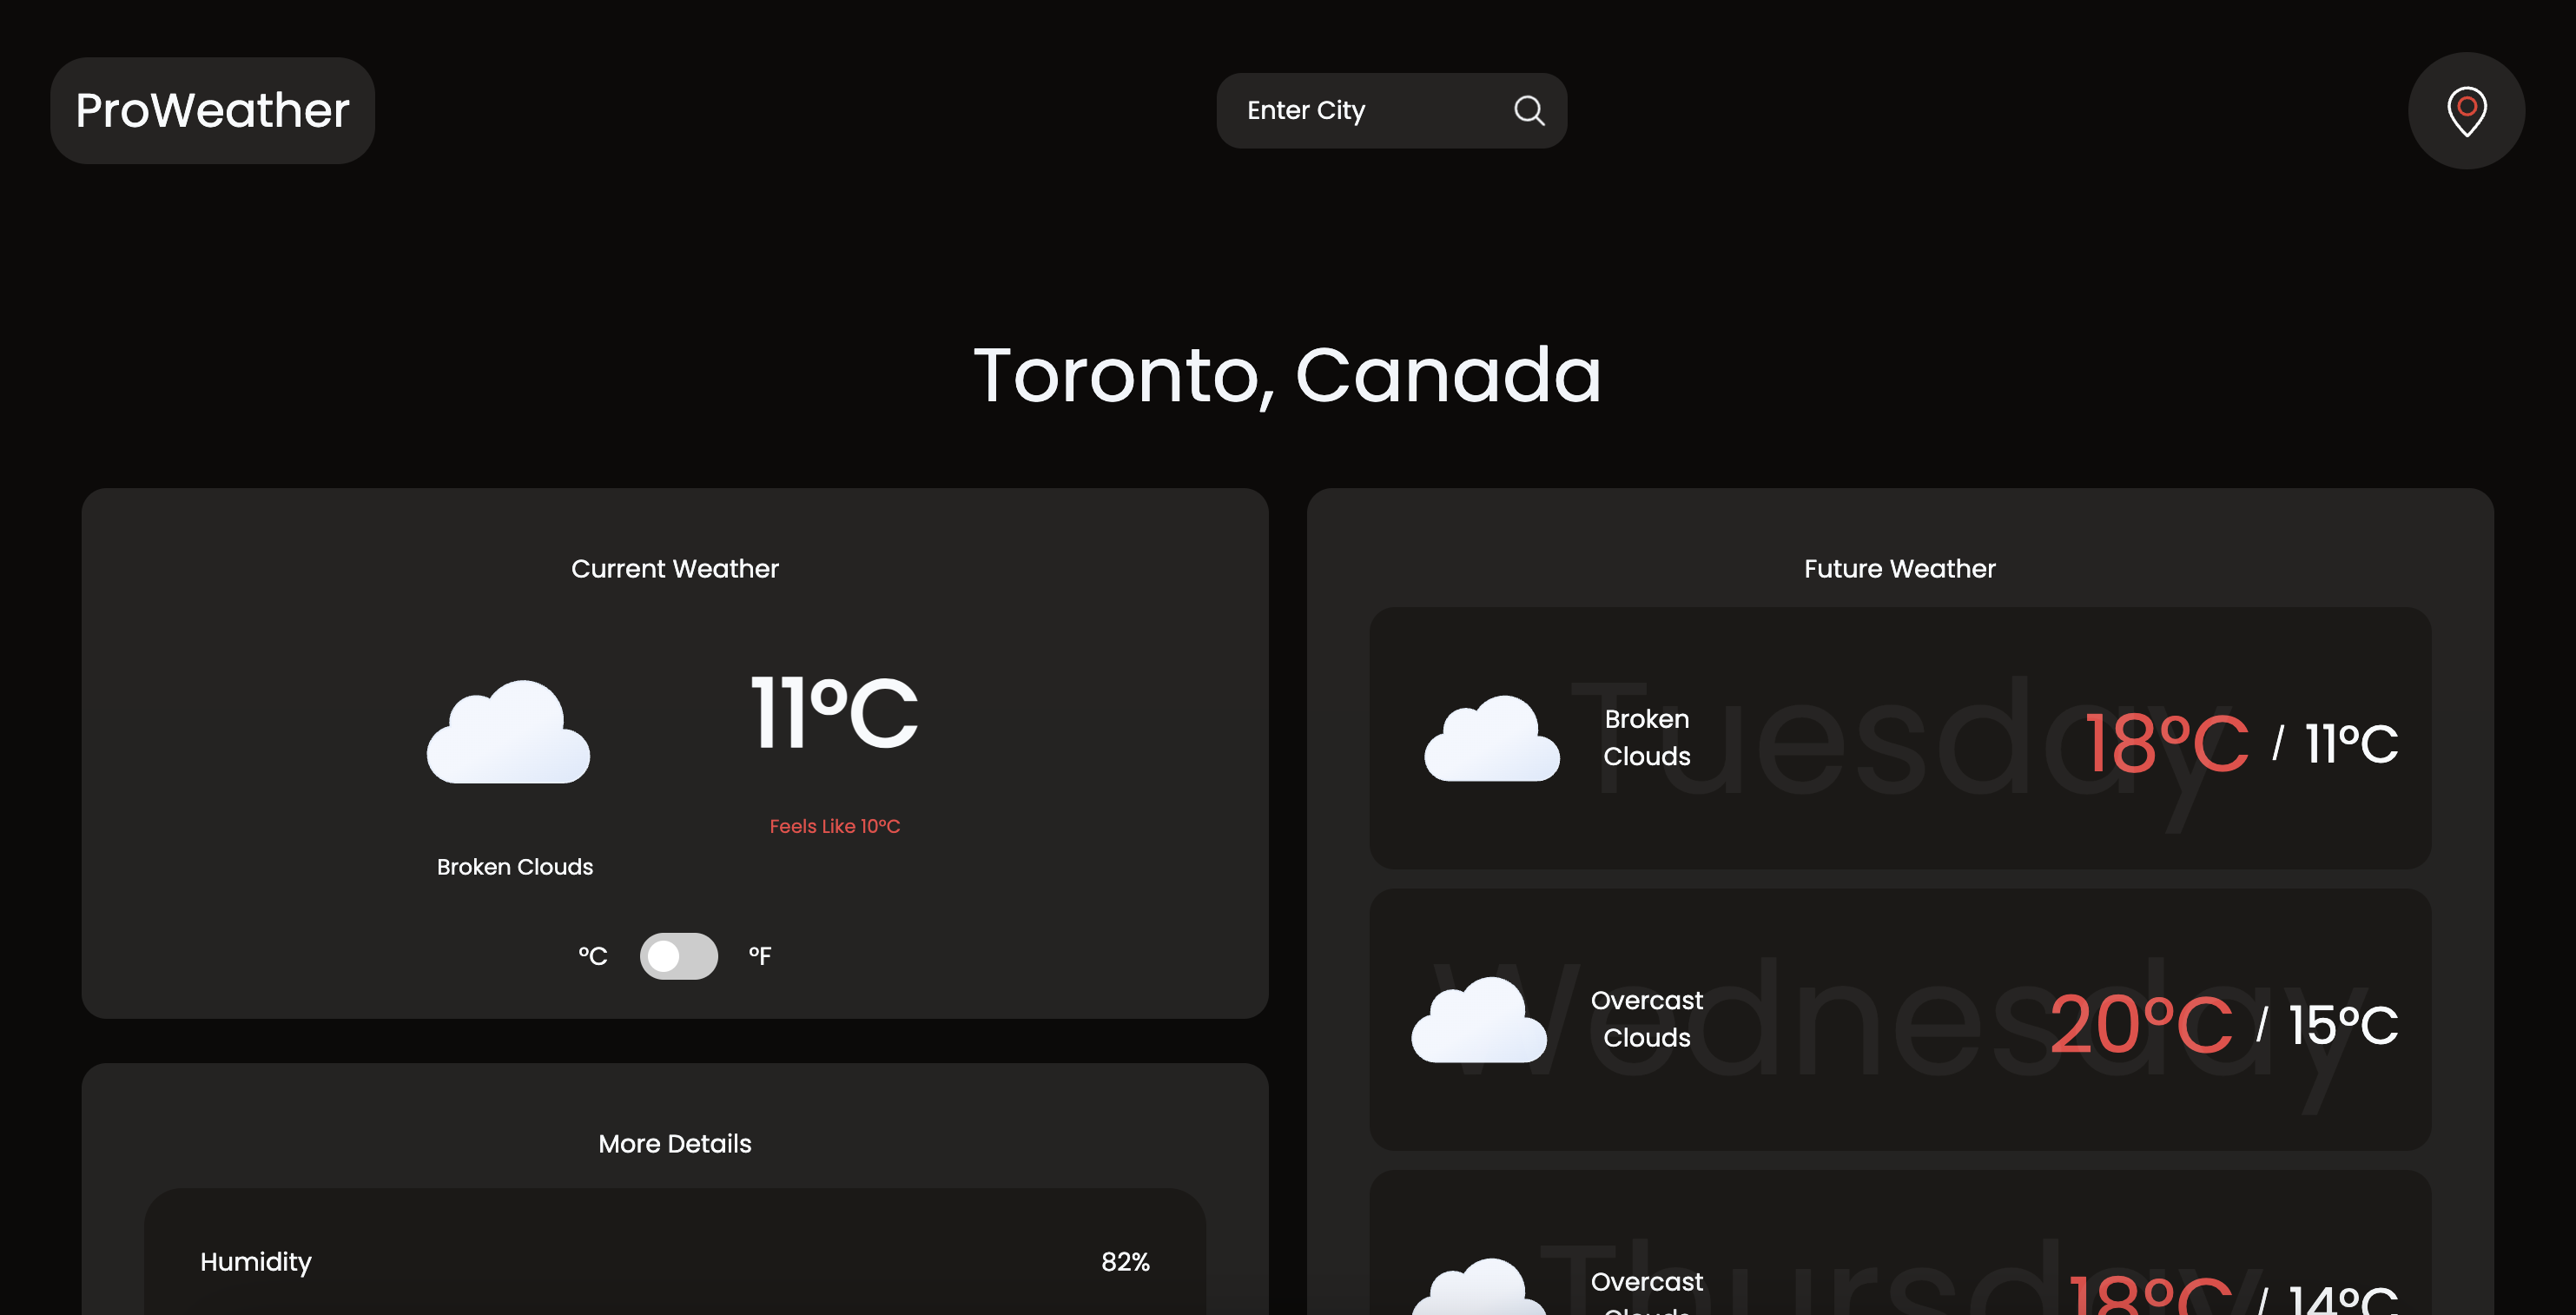 ProWeather
Enter City
Toronto, Canada
Current Weather
11°C
Feels Like 10°C
Broken Clouds
°C
°F
More Details
Humidity 82%
Future Weather
Tuesday
Broken
Clouds
18°C / 11°C
Wednesday
Overcast
Clouds
20°C / 15°C
Thursday
Overcast
Clouds
18°C / 14°C